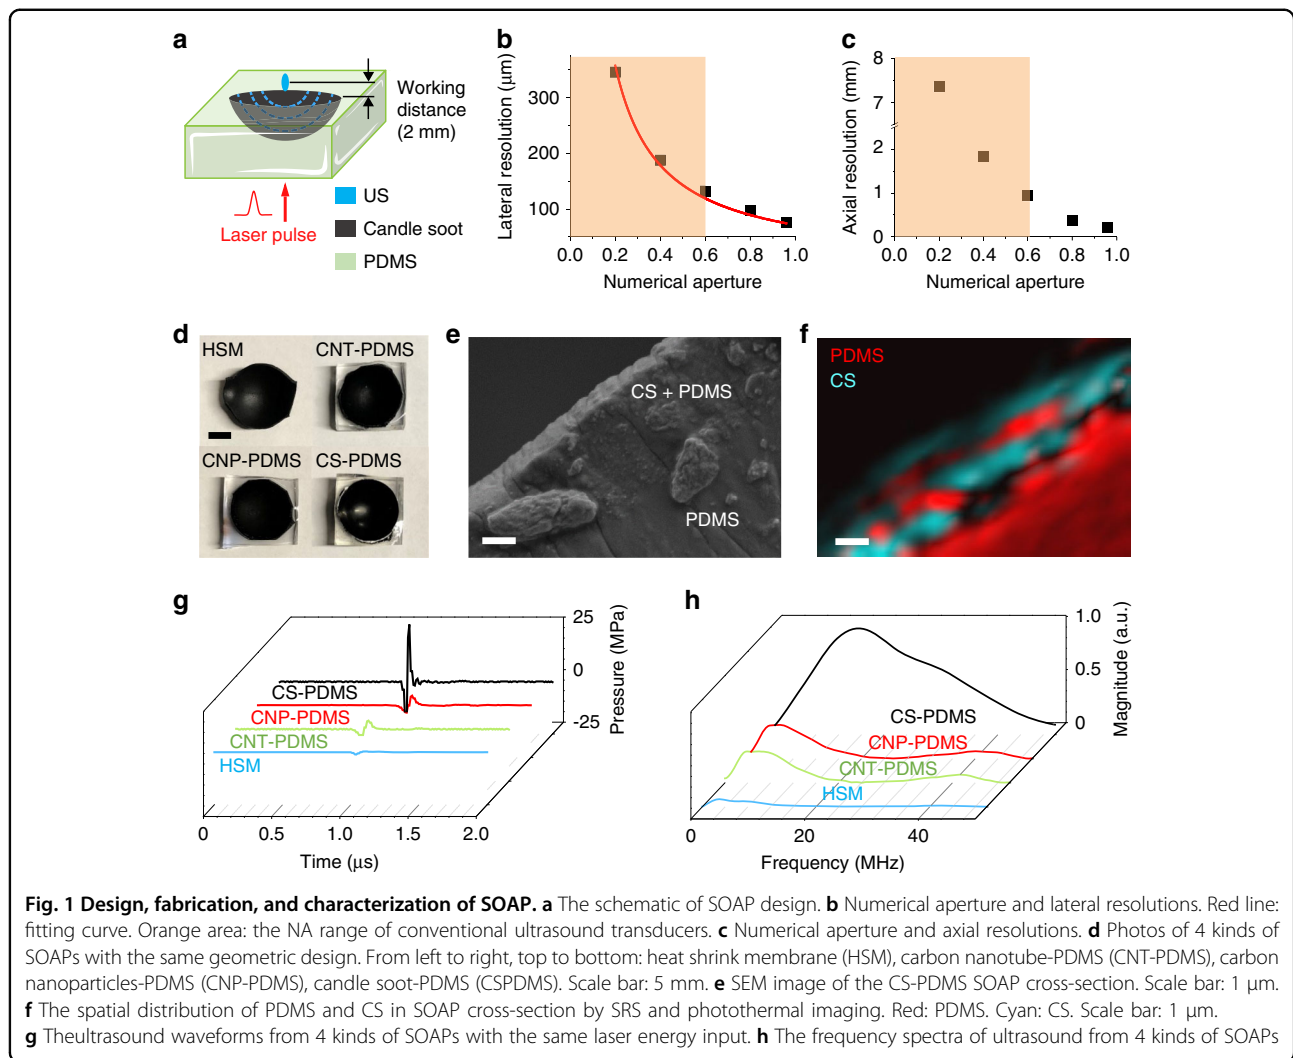 a
Working
distance
(2 mm)
US
Candle soot
PDMS
Laser pulse
b
Lateral resolution (µm)
300
200
100
0.0 0.2 0.4 0.6 0.8 1.0
Numerical aperture
c
Axial resolution (mm)
8
7
2
1
0
0.0 0.2 0.4 0.6 0.8 1.0
Numerical aperture
d
HSM CNT-PDMS
CNP-PDMS CS-PDMS
e
CS + PDMS
PDMS
f
PDMS
CS
g
25
0
-25
Pressure (MPa)
CS-PDMS
CNP-PDMS
CNT-PDMS
HSM
0 0.5 1.0 1.5 2.0
Time (µs)
h
1.0
0.5
0
Magnitude (a.u.)
CS-PDMS
CNP-PDMS
CNT-PDMS
HSM
0 20 40
Frequency (MHz)
Fig. 1 Design, fabrication, and characterization of SOAP. a The schematic of SOAP design. b Numerical aperture and lateral resolutions. Red line:
fitting curve. Orange area: the NA range of conventional ultrasound transducers. c Numerical aperture and axial resolutions. d Photos of 4 kinds of
SOAPs with the same geometric design. From left to right, top to bottom: heat shrink membrane (HSM), carbon nanotube-PDMS (CNT-PDMS), carbon
nanoparticles-PDMS (CNP-PDMS), candle soot-PDMS (CSPDMS). Scale bar: 5 mm. e SEM image of the CS-PDMS SOAP cross-section. Scale bar: 1 µm.
f The spatial distribution of PDMS and CS in SOAP cross-section by SRS and photothermal imaging. Red: PDMS. Cyan: CS. Scale bar: 1 µm.
g Theultrasound waveforms from 4 kinds of SOAPs with the same laser energy input. h The frequency spectra of ultrasound from 4 kinds of SOAPs